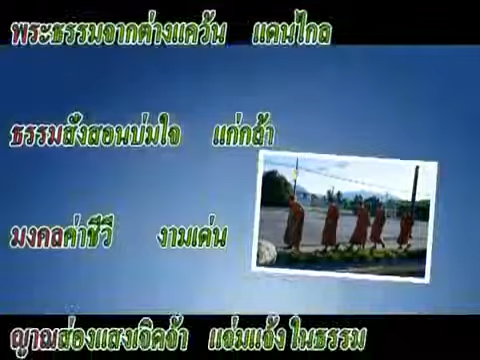 พระธรรมจากต่างแคว้น แดนไกล
ธรรมสั่งสอนบ่มใจ แก่กล้า
มงคลค่าชีวี งามเด่น
ญาณส่องแสงเจิดจ้า แจ่มแจ้ง ในธรรม